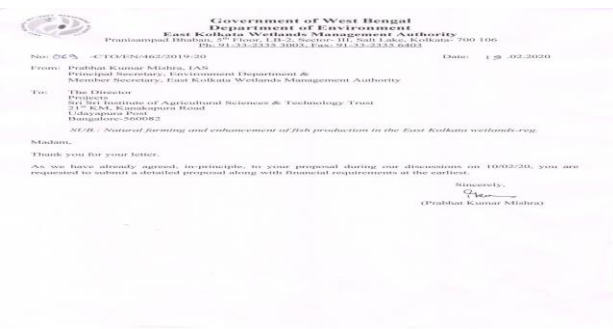 Government of West Bengal
Department of Environment
East Kolkata Wetlands Management Authority
Pranisampad Bhaban, 5th Floor, LB-2, Sector- III, Salt Lake, Kolkata- 700 106
Ph: 91-33-2335 3003, Fax: 91-33-2335 6403
No: 069 -CTO/EN/462/2019-20 Date: 19 .02.2020
From: Prabhat Kumar Mishra, IAS
Principal Secretary, Environment Department &
Member Secretary, East Kolkata Wetlands Management Authority
To: The Director
Projects
Sri Sri Institute of Agricultural Sciences & Technology Trust
21st KM, Kanakapura Road
Udayapura Post
Bangalore-560082
SUB.: Natural farming and enhancement of fish production in the East Kolkata wetlands-reg.
Madam,
Thank you for your letter.
As we have already agreed, in-principle, to your proposal during our discussions on 10/02/20, you are
requested to submit a detailed proposal along with financial requirements at the earliest.
Sincerely,
(Prabhat Kumar Mishra)